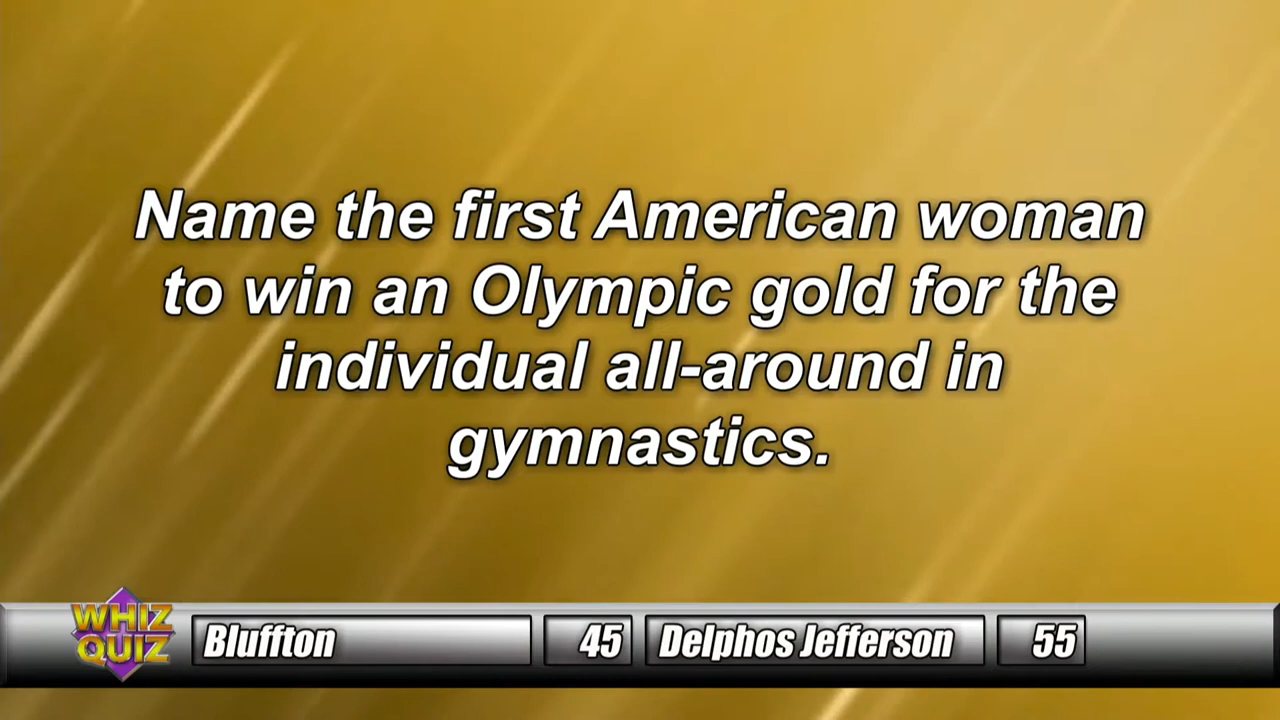 Name the first American woman
to win an Olympic gold for the
individual all-around in
gymnastics.
WHIZ
QUIZ
Bluffton 45 Delphos Jefferson 55